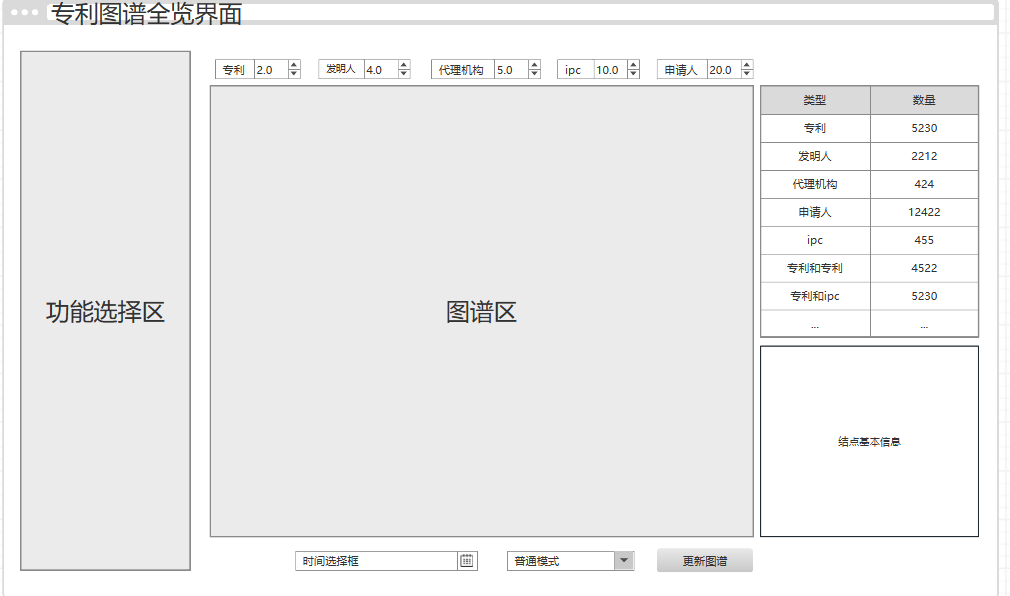 专利图谱全览界面
专利 2.0 发明人 4.0 代理机构 5.0 ipc 10.0 申请人 20.0
功能选择区
图谱区
类型 数量
专利 5230
发明人 2212
代理机构 424
申请人 12422
ipc 455
专利和专利 4522
专利和ipc 5230
... ...
结点基本信息
时间选择框 普通模式 更新图谱